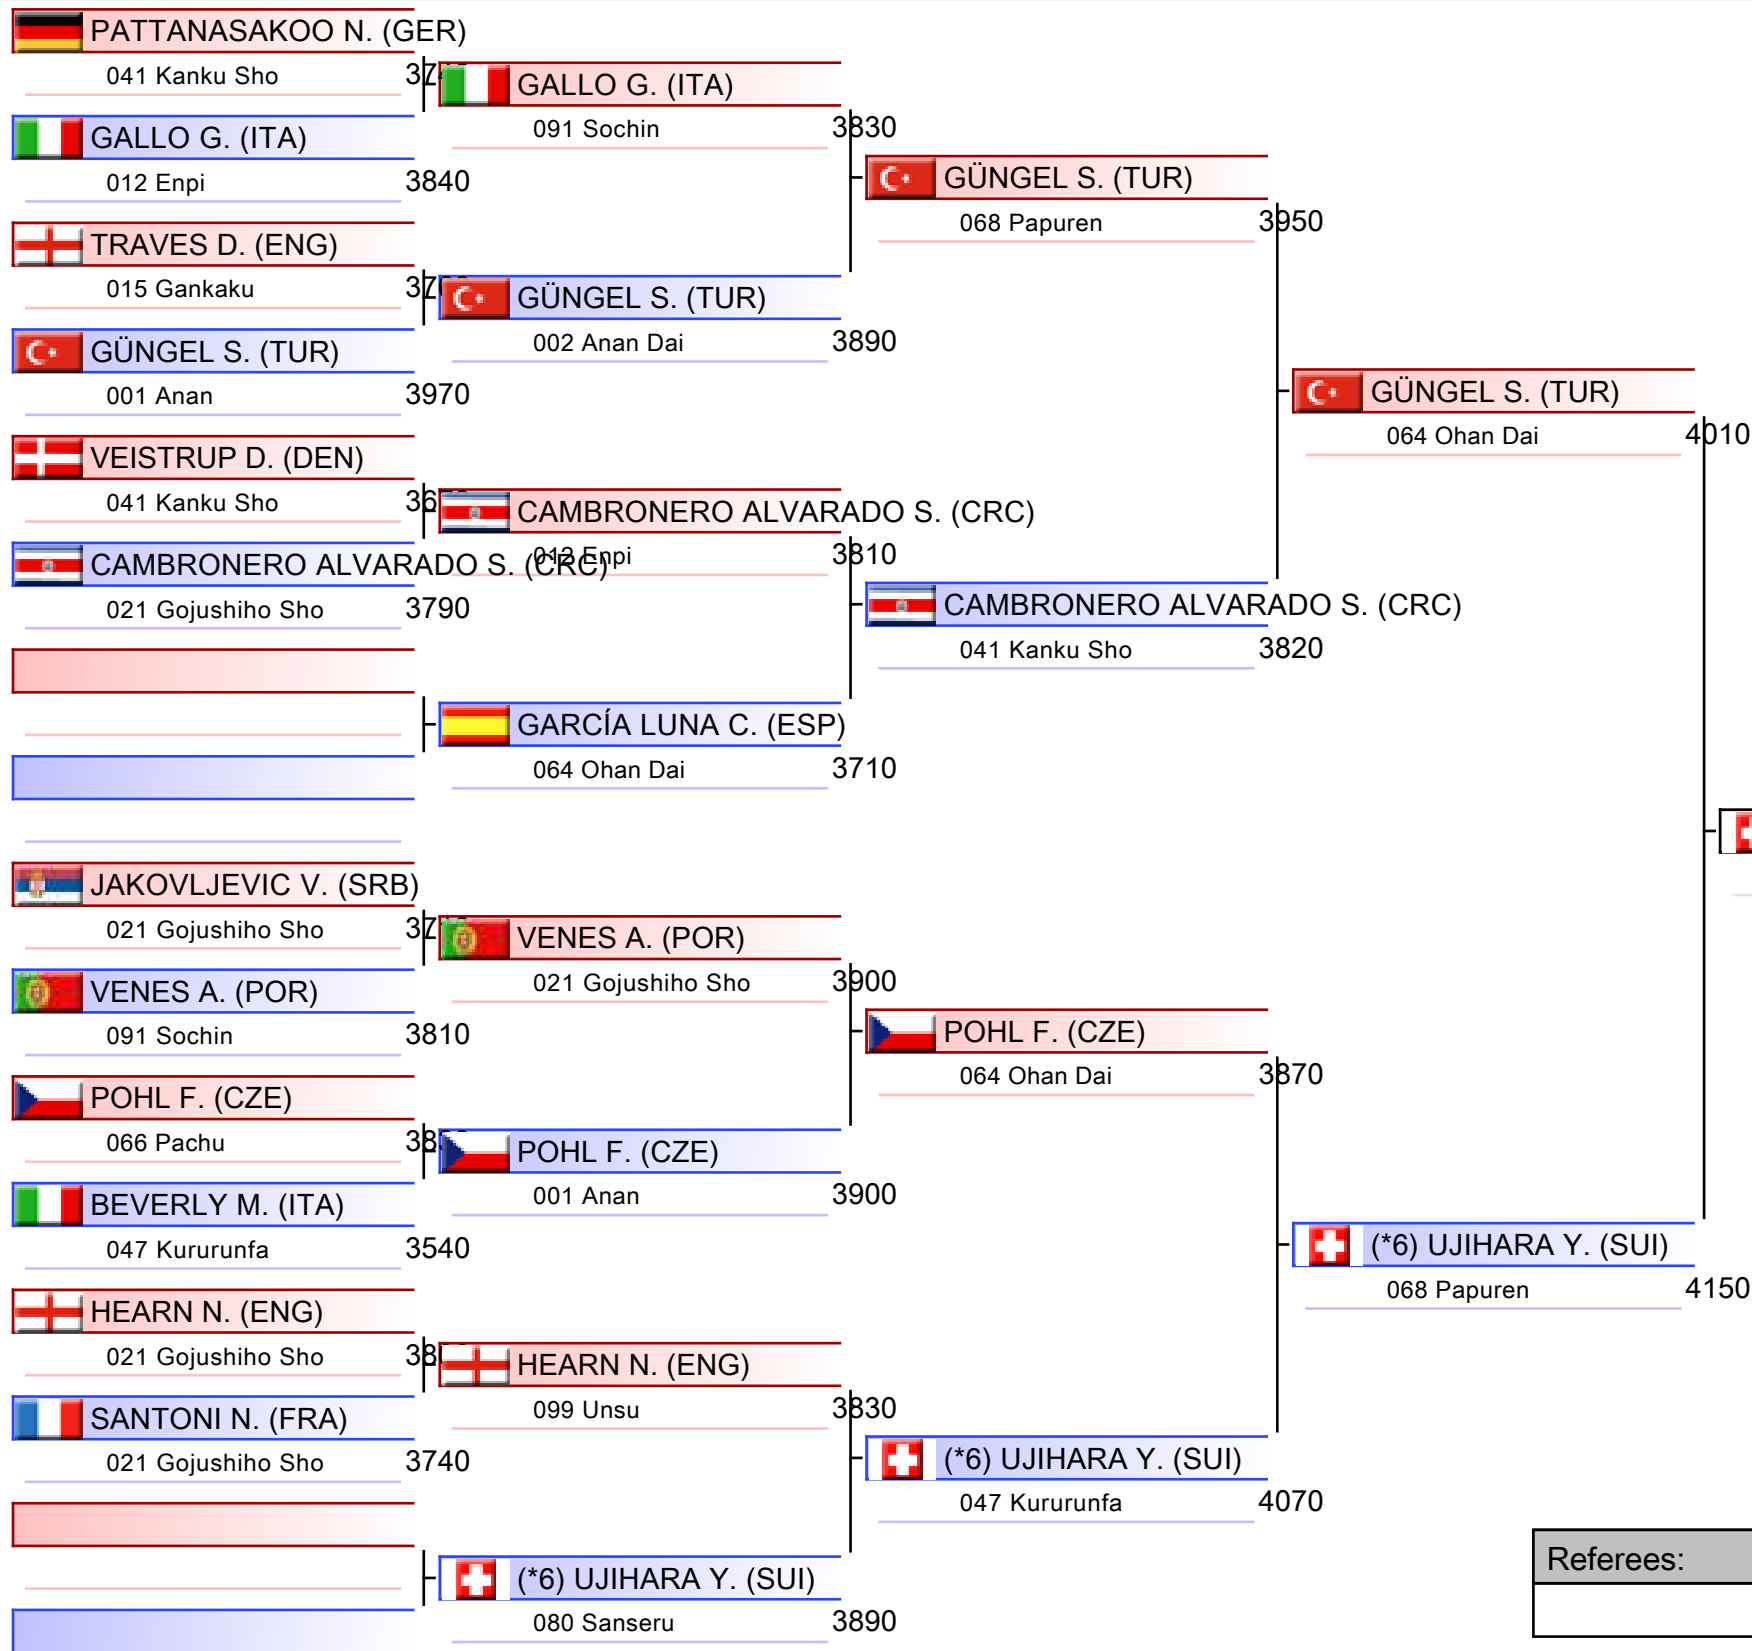 PATTANASAKOO N. (GER)
041 Kanku Sho
GALLO G. (ITA)
012 Enpi 3840
TRAVES D. (ENG)
015 Gankaku
GÜNGEL S. (TUR)
001 Anan 3970
VEISTRUP D. (DEN)
041 Kanku Sho
CAMBRONERO ALVARADO S. (CRC)
021 Gojushiho Sho 3790
JAKOVLJEVIC V. (SRB)
021 Gojushiho Sho
VENES A. (POR)
091 Sochin 3810
POHL F. (CZE)
066 Pachu
BEVERLY M. (ITA)
047 Kururunfa 3540
HEARN N. (ENG)
021 Gojushiho Sho
SANTONI N. (FRA)
021 Gojushiho Sho 3740
GALLO G. (ITA)
091 Sochin 3830
GÜNGEL S. (TUR)
002 Anan Dai 3890
CAMBRONERO ALVARADO S. (CRC)
012 Enpi 3810
GARCÍA LUNA C. (ESP)
064 Ohan Dai 3710
VENES A. (POR)
021 Gojushiho Sho 3900
POHL F. (CZE)
001 Anan 3900
HEARN N. (ENG)
099 Unsu 3830
(*6) UJIHARA Y. (SUI)
080 Sanseru 3890
GÜNGEL S. (TUR)
068 Papuren 3950
CAMBRONERO ALVARADO S. (CRC)
041 Kanku Sho 3820
POHL F. (CZE)
064 Ohan Dai 3870
(*6) UJIHARA Y. (SUI)
047 Kururunfa 4070
GÜNGEL S. (TUR)
064 Ohan Dai 4010
(*6) UJIHARA Y. (SUI)
068 Papuren 4150
Referees: